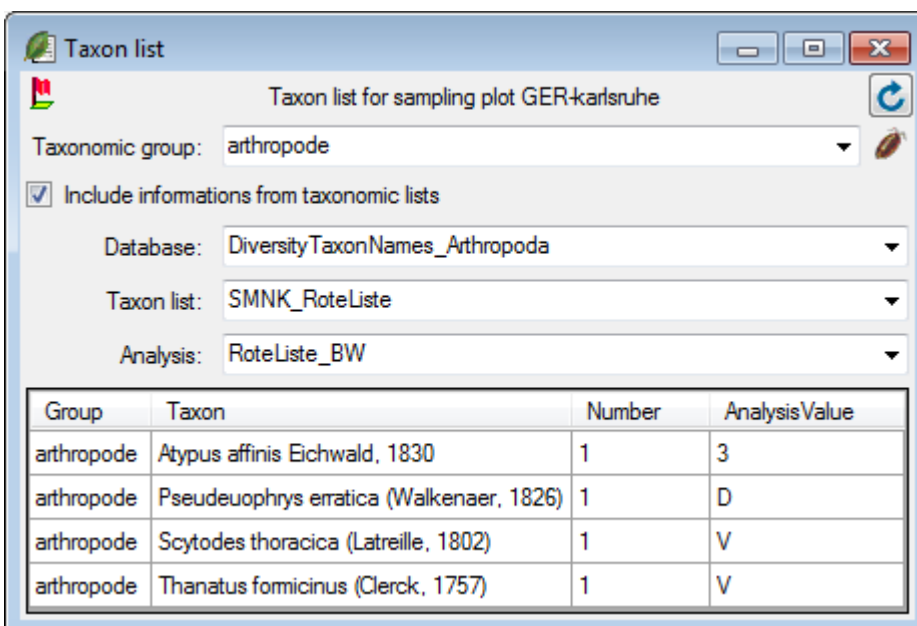 Taxon list
Taxon list for sampling plot GER-karlsruhe
Taxonomic group: arthropode
Include informations from taxonomic lists
Database: DiversityTaxonNames_Arthropoda
Taxon list: SMNK_RoteListe
Analysis: RoteListe_BW
Group Taxon Number AnalysisValue
arthropode Atypus affinis Eichwald, 1830 1 3
arthropode Pseudeuophrys erratica (Walkenaer, 1826) 1 D
arthropode Scytodes thoracica (Latreille, 1802) 1 V
arthropode Thanatus formicinus (Clerck, 1757) 1 V